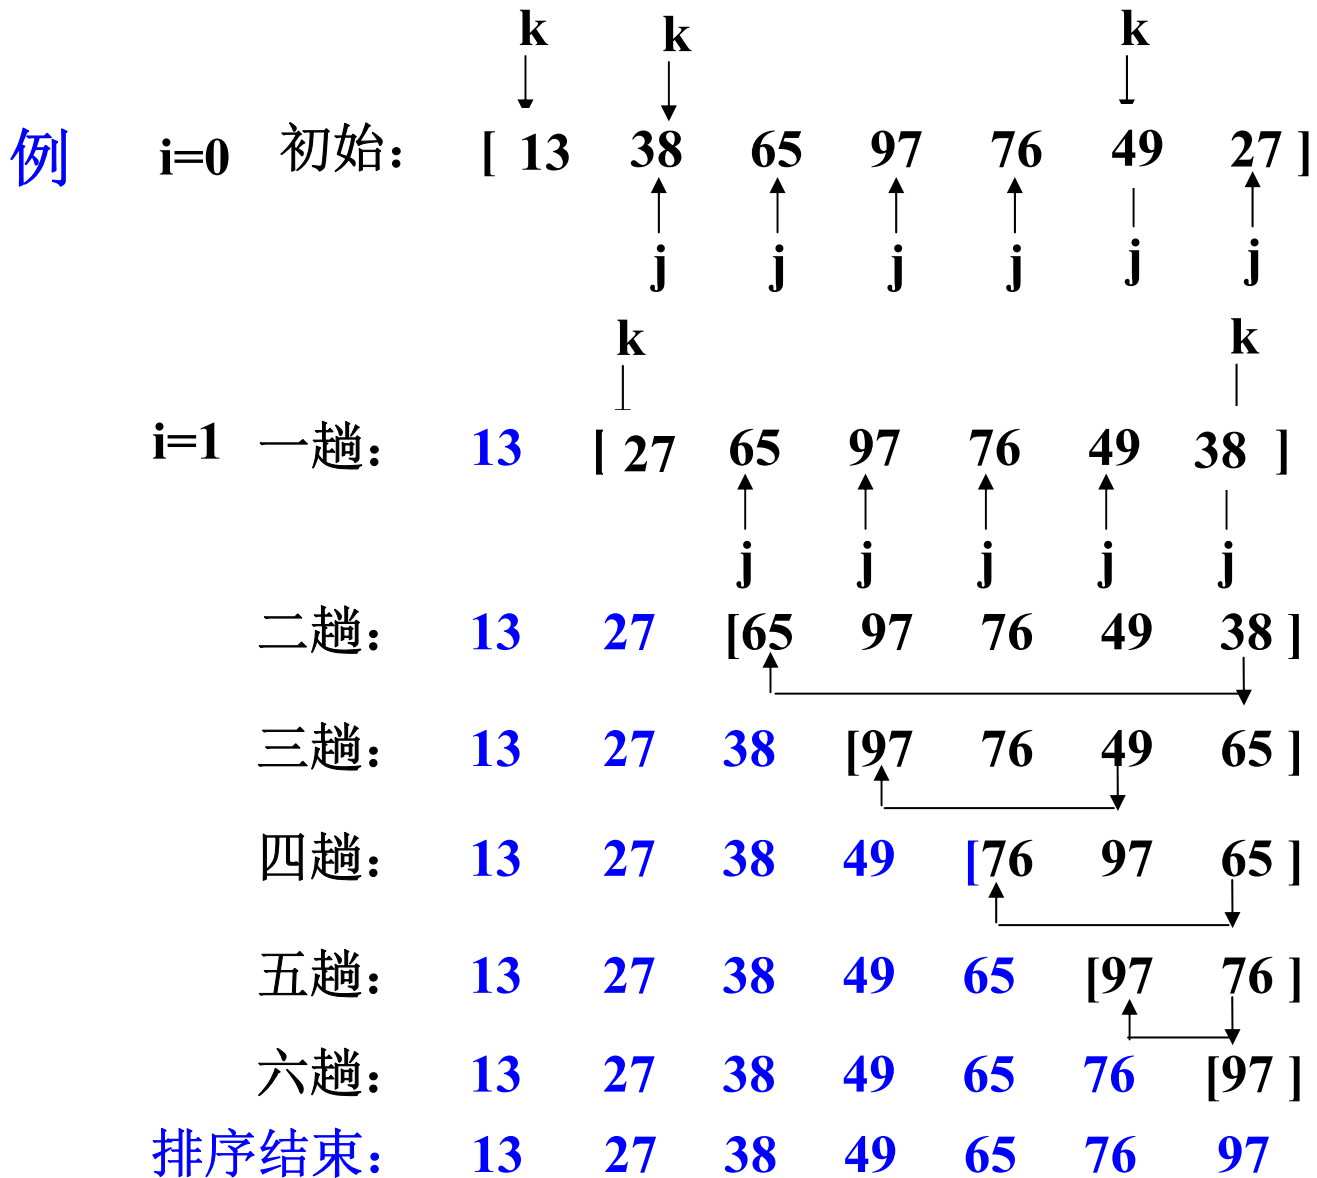 k k k
例 i=0 初始： [ 13 38 65 97 76 49 27 ]
j j j j j j
k k
i=1 一趟： 13 [ 27 65 97 76 49 38 ]
j j j j j
二趟： 13 27 [65 97 76 49 38 ]
三趟： 13 27 38 [97 76 49 65 ]
四趟： 13 27 38 49 [76 97 65 ]
五趟： 13 27 38 49 65 [97 76 ]
六趟： 13 27 38 49 65 76 [97 ]
排序结束： 13 27 38 49 65 76 97